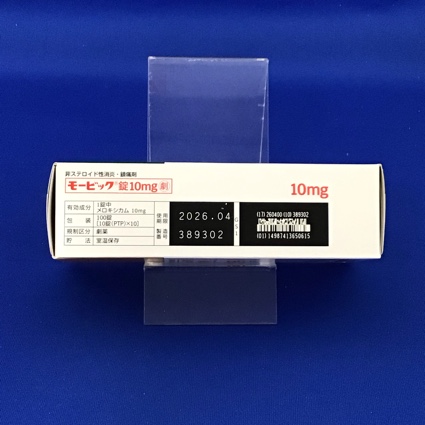 非ステロイド性消炎・鎮痛剤
モービック錠10mg 劇
10mg
有効成分 1錠中 メロキシカム 10mg
包装 100錠 [10錠(PTP)×10]
規制区分 劇薬
貯法 室温保存
使用期限 2026.04
製造番号 389302
(17) 260400 (10) 389302
(01) 14987413650615